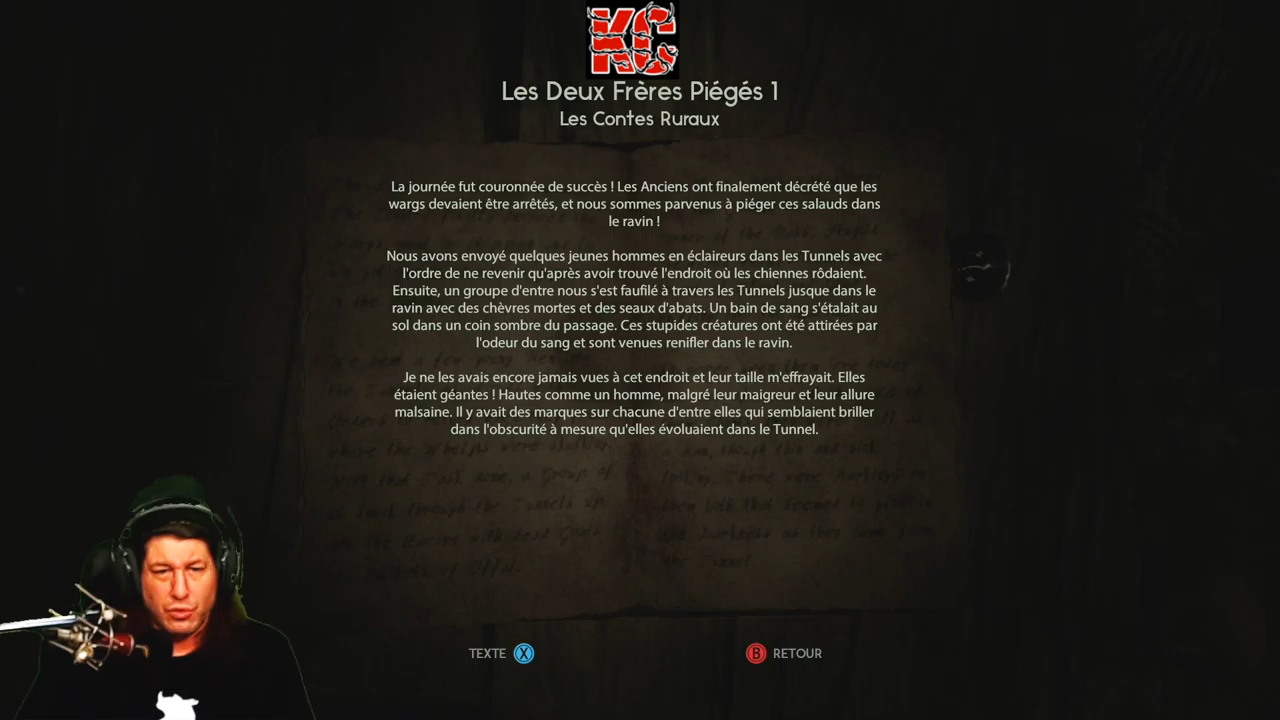 KC
Les Deux Frères Piégés 1
Les Contes Ruraux
La journée fut couronnée de succès ! Les Anciens ont finalement décrété que les
wargs devaient être arrêtés, et nous sommes parvenus à piéger ces salauds dans
le ravin !
Nous avons envoyé quelques jeunes hommes en éclaireurs dans les Tunnels avec
l'ordre de ne revenir qu'après avoir trouvé l'endroit où les chiennes rôdaient.
Ensuite, un groupe d'entre nous s'est faufilé à travers les Tunnels jusque dans le
ravin avec des chèvres mortes et des seaux d'abats. Un bain de sang s'étalait au
sol dans un coin sombre du passage. Ces stupides créatures ont été attirées par
l'odeur du sang et sont venues renifler dans le ravin.
Je ne les avais encore jamais vues à cet endroit et leur taille m'effrayait. Elles
étaient géantes ! Hautes comme un homme, malgré leur maigreur et leur allure
malsaine. Il y avait des marques sur chacune d'entre elles qui semblaient briller
dans l'obscurité à mesure qu'elles évoluaient dans le Tunnel.
TEXTE X
B RETOUR